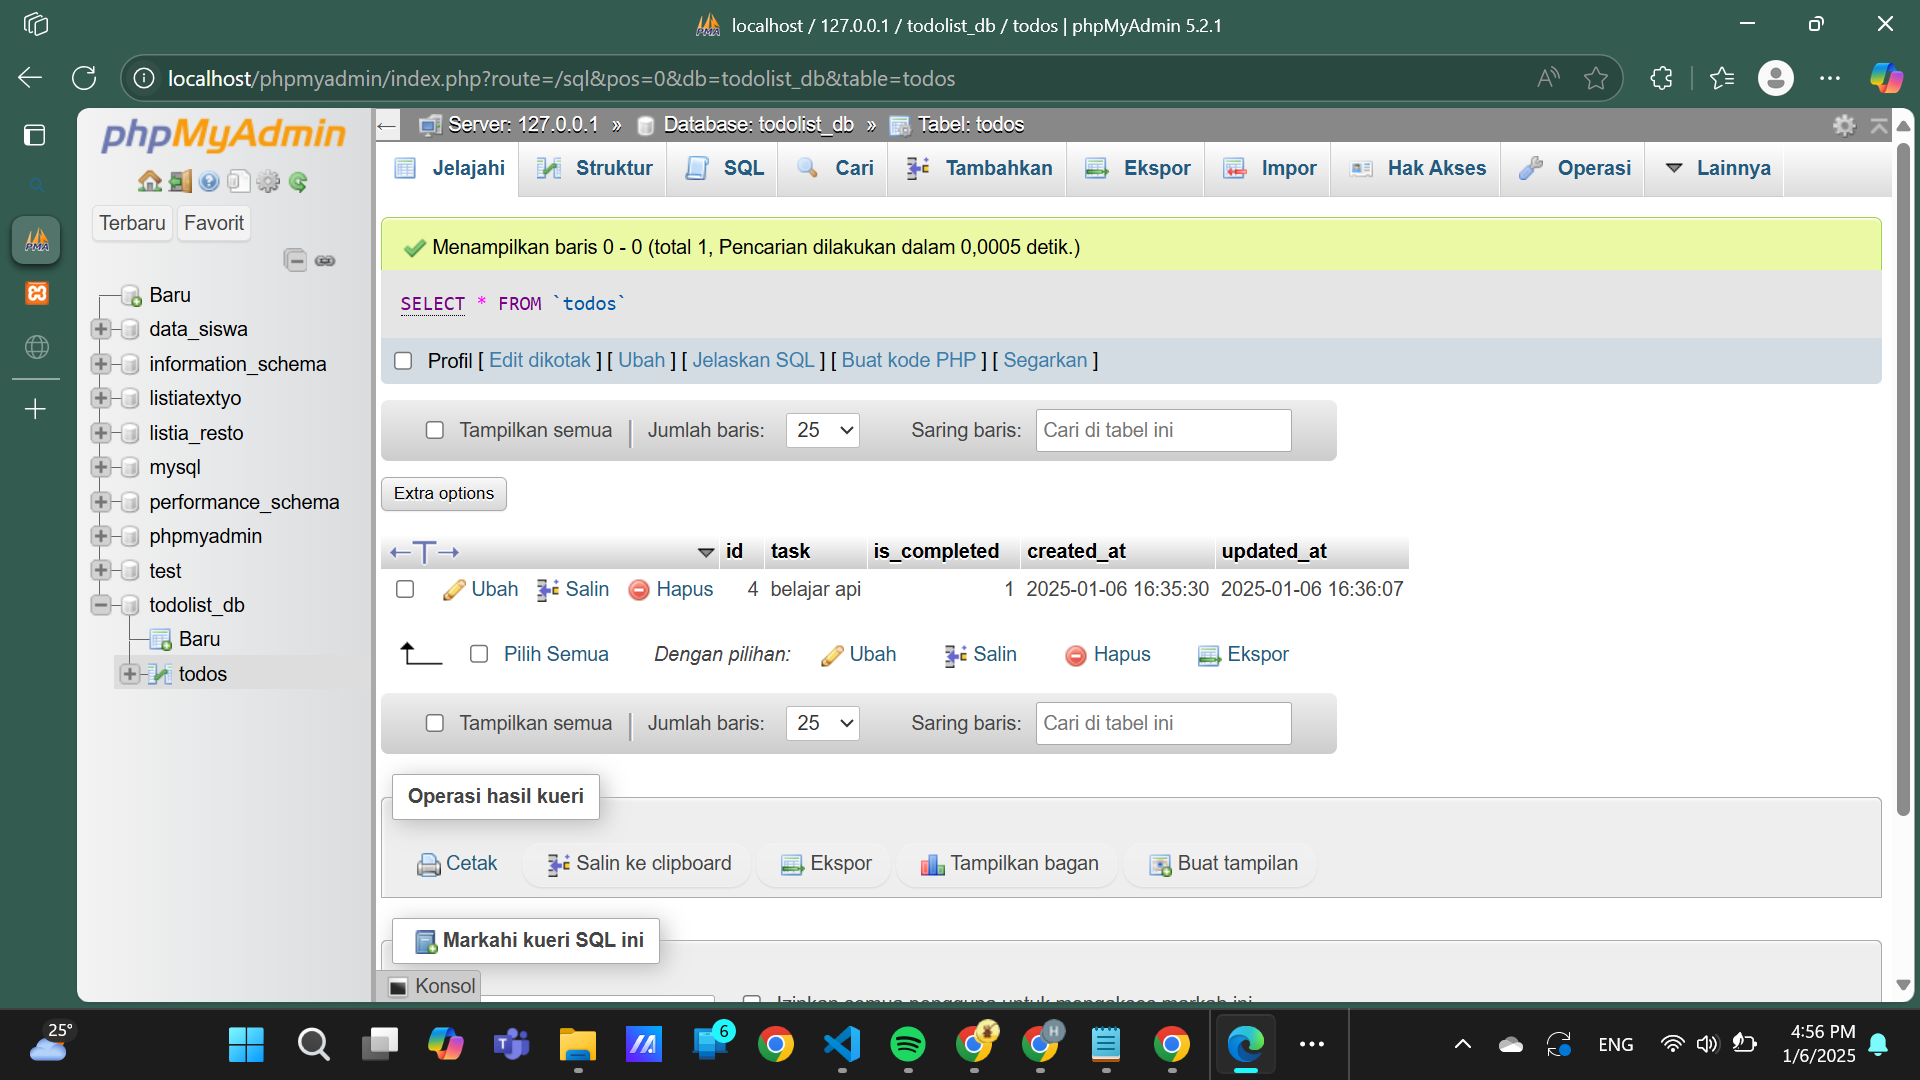 localhost / 127.0.0.1 / todolist_db / todos | phpMyAdmin 5.2.1
localhost/phpmyadmin/index.php?route=/sql&pos=0&db=todolist_db&table=todos
phpMyAdmin
Terbaru Favorit
Baru
data_siswa
information_schema
listiatextyo
listia_resto
mysql
performance_schema
phpmyadmin
test
todolist_db
Baru
todos
Server: 127.0.0.1 » Database: todolist_db » Tabel: todos
Jelajahi Struktur SQL Cari Tambahkan Ekspor Impor Hak Akses Operasi Lainnya
Menampilkan baris 0 - 0 (total 1, Pencarian dilakukan dalam 0,0005 detik.)
SELECT * FROM `todos`
Profil [ Edit dikotak ] [ Ubah ] [ Jelaskan SQL ] [ Buat kode PHP ] [ Segarkan ]
Tampilkan semua Jumlah baris: 25 Saring baris: Cari di tabel ini
Extra options
←T→ id task is_completed created_at updated_at
Ubah Salin Hapus 4 belajar api 1 2025-01-06 16:35:30 2025-01-06 16:36:07
Pilih Semua Dengan pilihan: Ubah Salin Hapus Ekspor
Tampilkan semua Jumlah baris: 25 Saring baris: Cari di tabel ini
Operasi hasil kueri
Cetak Salin ke clipboard Ekspor Tampilkan bagan Buat tampilan
Markahi kueri SQL ini
Konsol
Izinkan semua pengguna untuk mengakses markah ini
25°
6
H
ENG
4:56 PM
1/6/2025